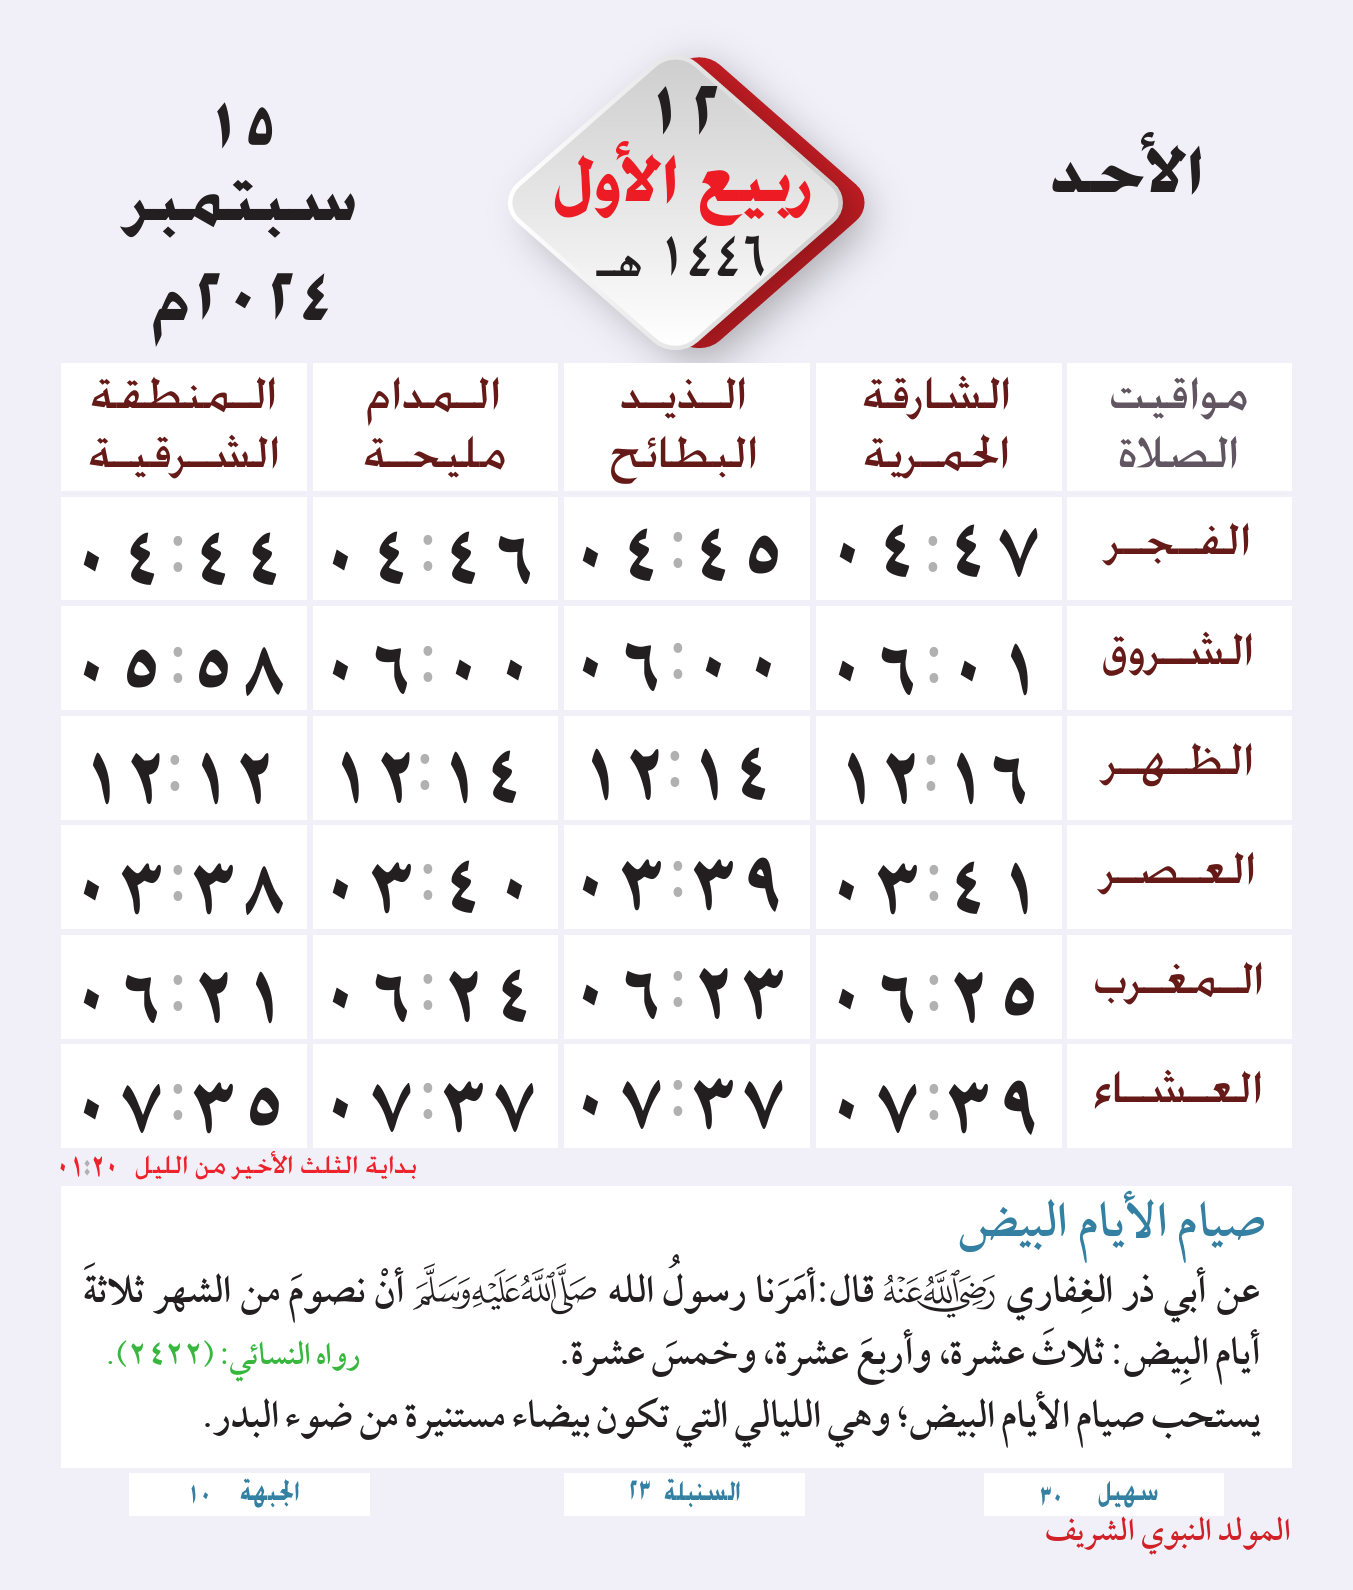 الأحد
١٢
ربيع الأول
١٤٤٦ هـ
١٥
سبتمبر
٢٠٢٤م
مواقيت الصلاة الشارقة الحمرية الذيد البطائح المدام مليحة المنطقة الشرقية
الفجر ٠٤:٤٧ ٠٤:٤٥ ٠٤:٤٦ ٠٤:٤٤
الشروق ٠٦:٠١ ٠٦:٠٠ ٠٦:٠٠ ٠٥:٥٨
الظهر ١٢:١٦ ١٢:١٤ ١٢:١٤ ١٢:١٢
العصر ٠٣:٤١ ٠٣:٣٩ ٠٣:٤٠ ٠٣:٣٨
المغرب ٠٦:٢٥ ٠٦:٢٣ ٠٦:٢٤ ٠٦:٢١
العشاء ٠٧:٣٩ ٠٧:٣٧ ٠٧:٣٧ ٠٧:٣٥
بداية الثلث الأخير من الليل ٠١:٢٠
صيام الأيام البيض
عن أبي ذر الغِفاري رَضِيَ اللَّهُ عَنْهُ قال:أمَرَنا رسولُ الله صَلَّى اللَّهُ عَلَيْهِ وَسَلَّمَ أنْ نصومَ من الشهر ثلاثةَ
أيام البِيض: ثلاثَ عشرة، وأربعَ عشرة، وخمسَ عشرة. رواه النسائي: (٢٤٢٢).
يستحب صيام الأيام البيض؛ وهي الليالي التي تكون بيضاء مستنيرة من ضوء البدر.
سهيل ٣٠ السنبلة ٢٣ الجبهة ١٠
المولد النبوي الشريف